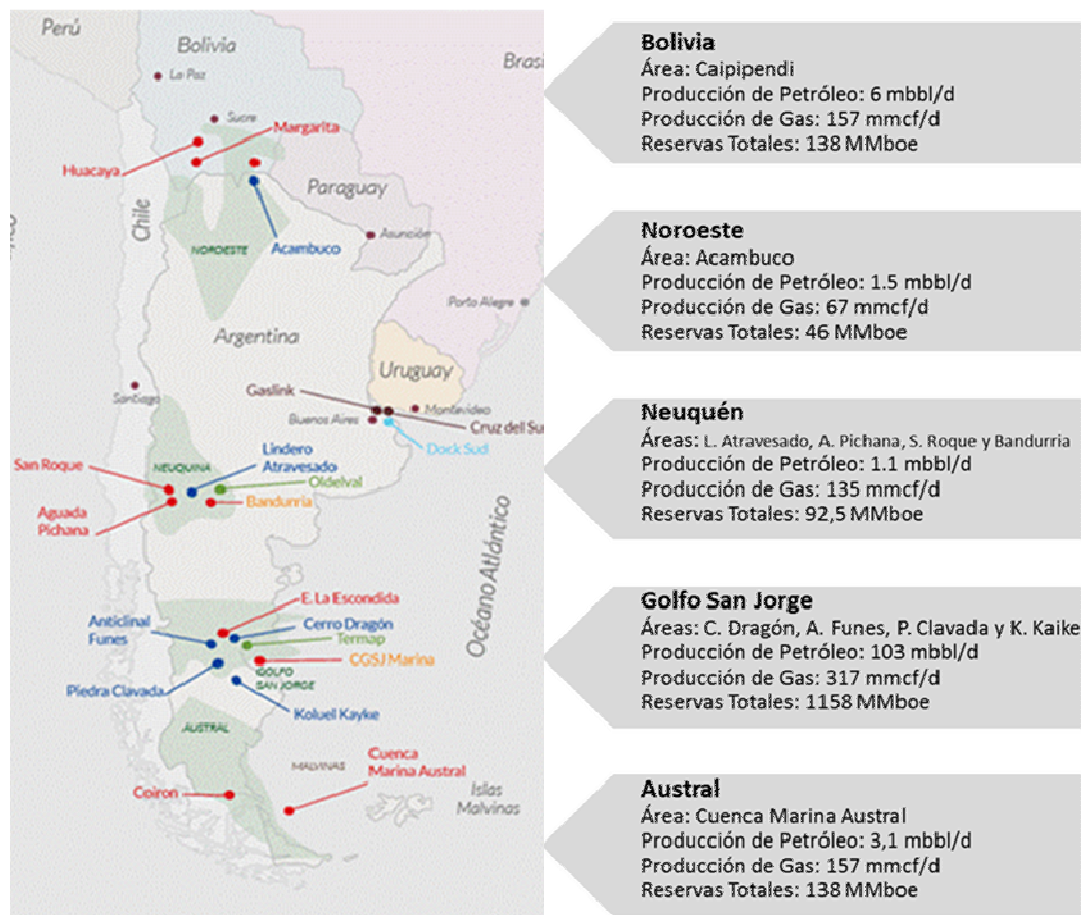 Perú
Bolivia
Brasi
La Paz
Sucre
Margarita
Huacaya
Paraguay
Chile
Asunción
NOROESTE
Acambuco
Porto Alegre
Argentina
Uruguay
Gaslink
Santiago
Buenos Aires
Montevideo
Cruz del Su
Dock Sud
Lindero
Atravesado
San Roque
NEUQUINA
Oldelval
Bandurria
Aguada
Pichana
Océano Atlántico
E. La Escondida
Anticlinal
Funes
Cerro Dragón
Termap
CGSJ Marina
GOLFO
SAN JORGE
Piedra Clavada
Koluel Kayke
AUSTRAL
Cuenca
Marina Austral
MALVINAS
Coiron
Islas
Malvinas
Bolivia
Área: Caipipendi
Producción de Petróleo: 6 mbbl/d
Producción de Gas: 157 mmcf/d
Reservas Totales: 138 MMboe
Noroeste
Área: Acambuco
Producción de Petróleo: 1.5 mbbl/d
Producción de Gas: 67 mmcf/d
Reservas Totales: 46 MMboe
Neuquén
Áreas: L. Atravesado, A. Pichana, S. Roque y Bandurria
Producción de Petróleo: 1.1 mbbl/d
Producción de Gas: 135 mmcf/d
Reservas Totales: 92,5 MMboe
Golfo San Jorge
Áreas: C. Dragón, A. Funes, P. Clavada y K. Kaike
Producción de Petróleo: 103 mbbl/d
Producción de Gas: 317 mmcf/d
Reservas Totales: 1158 MMboe
Austral
Área: Cuenca Marina Austral
Producción de Petróleo: 3,1 mbbl/d
Producción de Gas: 157 mmcf/d
Reservas Totales: 138 MMboe